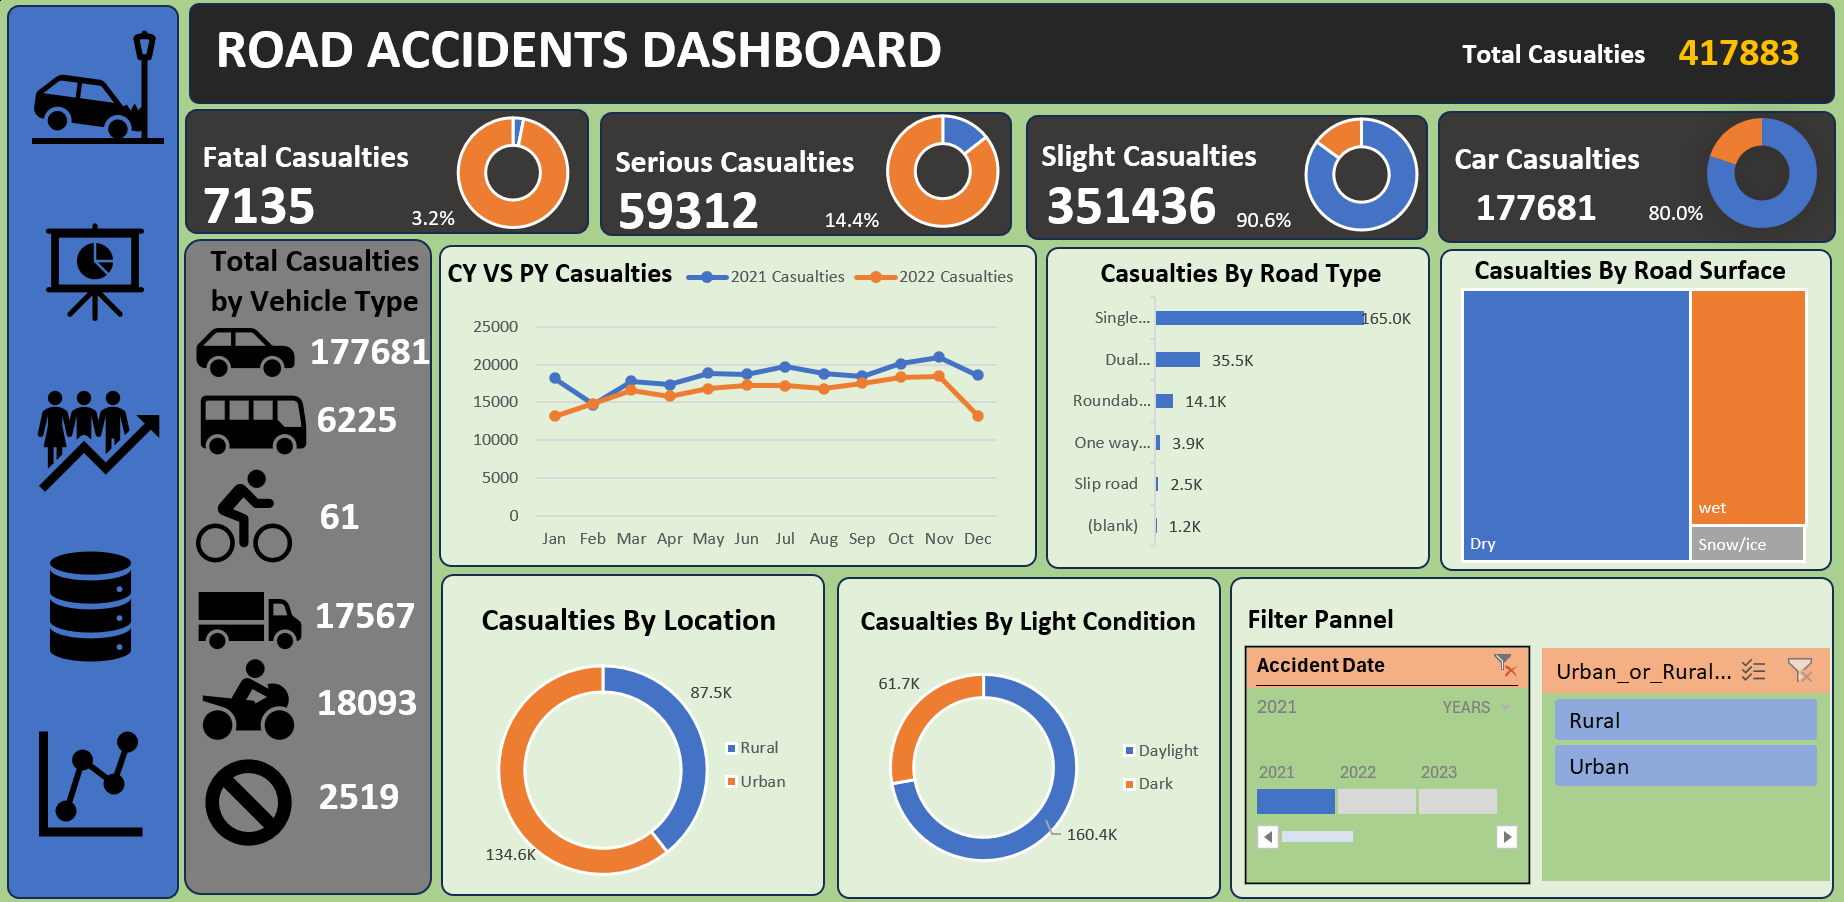 ROAD ACCIDENTS DASHBOARD
Total Casualties 417883
Fatal Casualties
7135
3.2%
Serious Casualties
59312
14.4%
Slight Casualties
351436
90.6%
Car Casualties
177681
80.0%
Total Casualties
by Vehicle Type
177681
6225
61
17567
18093
2519
CY VS PY Casualties
2021 Casualties
2022 Casualties
25000
20000
15000
10000
5000
0
Jan Feb Mar Apr May Jun Jul Aug Sep Oct Nov Dec
Casualties By Road Type
Single... 165.0K
Dual... 35.5K
Roundab... 14.1K
One way... 3.9K
Slip road 2.5K
(blank) 1.2K
Casualties By Road Surface
Dry
wet
Snow/ice
Casualties By Location
87.5K
134.6K
Rural
Urban
Casualties By Light Condition
61.7K
160.4K
Daylight
Dark
Filter Pannel
Accident Date
2021 YEARS
2021 2022 2023
Urban_or_Rural...
Rural
Urban